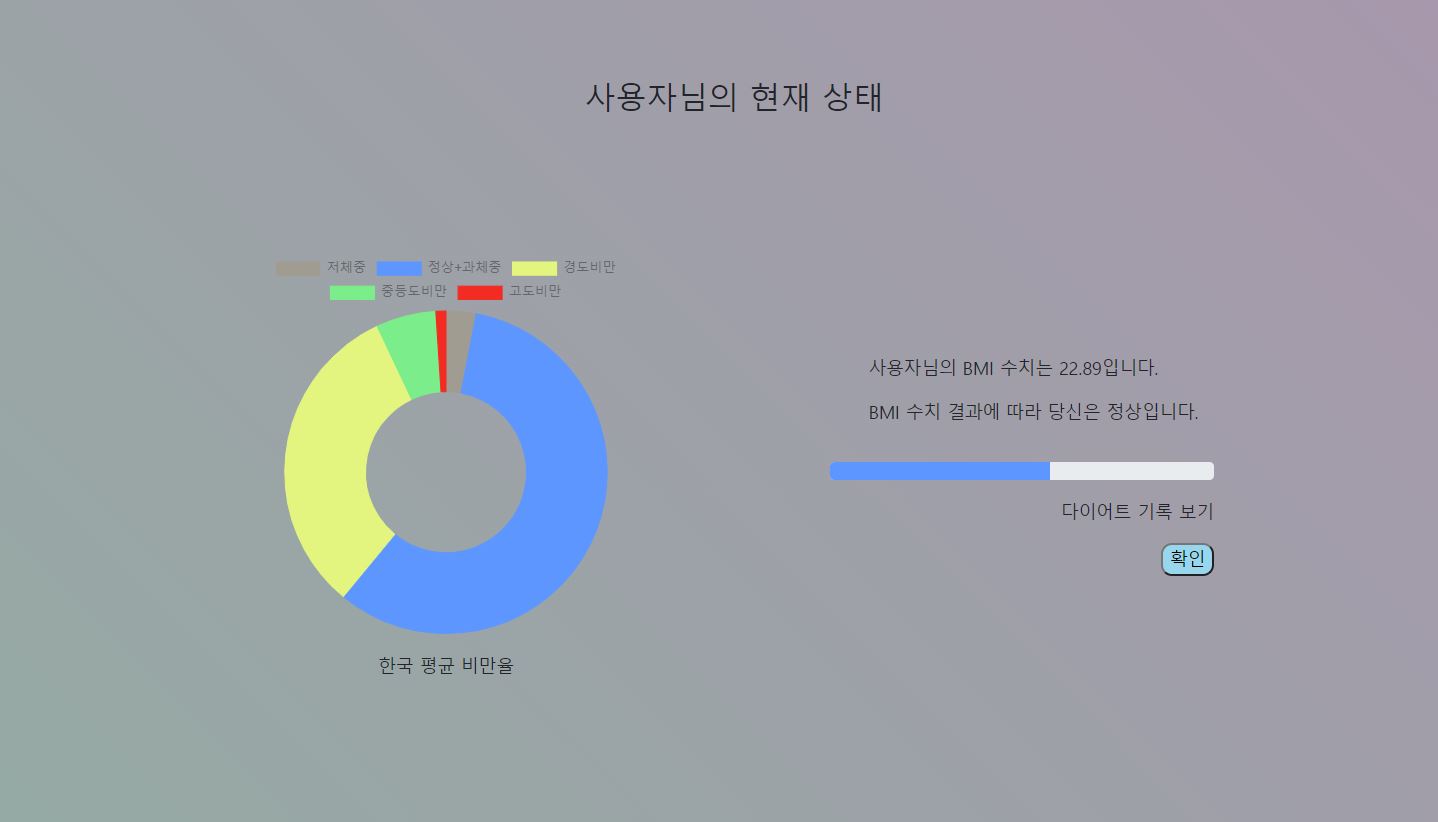 사용자님의 현재 상태
저체중 정상+과체중 경도비만
중등도비만 고도비만
한국 평균 비만율
사용자님의 BMI 수치는 22.89입니다.
BMI 수치 결과에 따라 당신은 정상입니다.
다이어트 기록 보기
확인